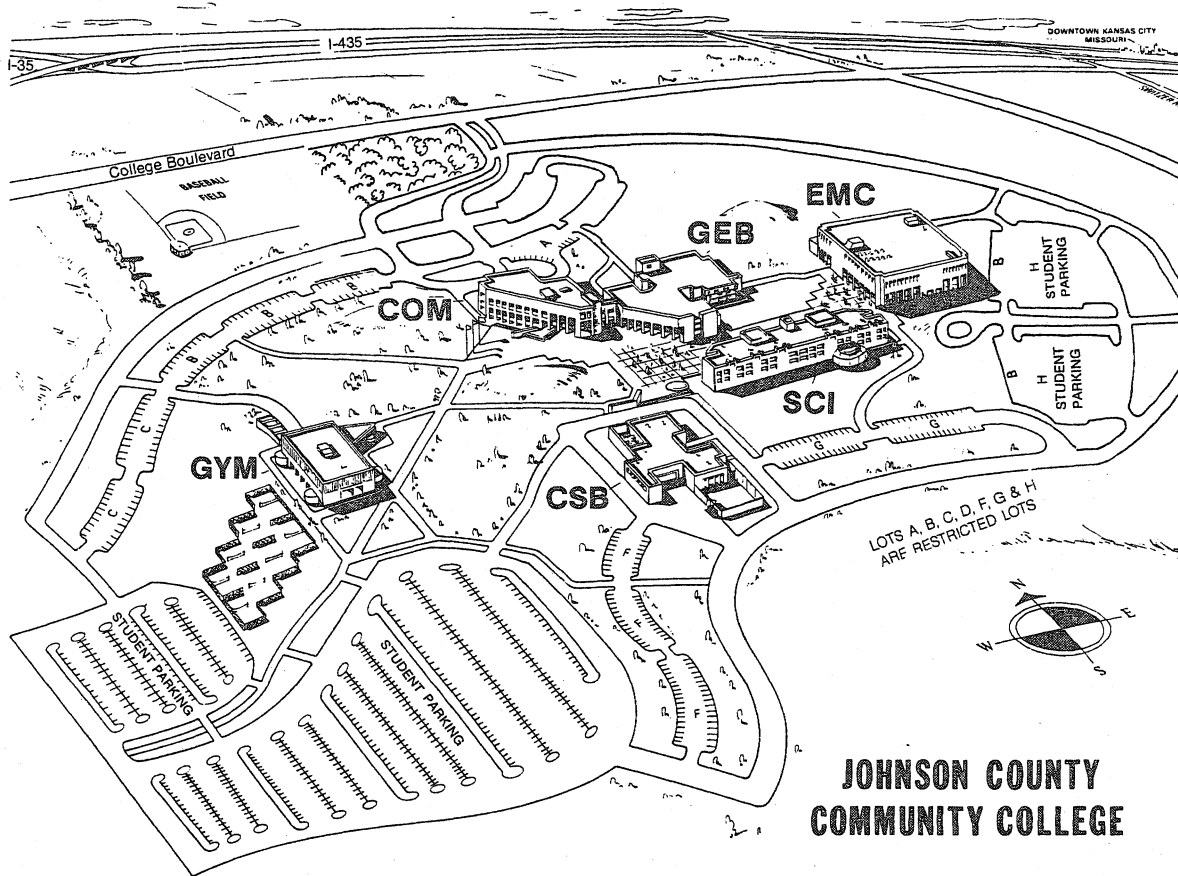 DOWNTOWN KANSAS CITY
MISSOURI
I-435
I-35
College Boulevard
BASEBALL
FIELD
EMC
GEB
COM
SCI
GYM
CSB
A
B
B
B
C
C
B
H
STUDENT
PARKING
B
H
STUDENT
PARKING
G
G
F
F
F
LOTS A, B, C, D, F, G & H
ARE RESTRICTED LOTS
STUDENT PARKING
STUDENT PARKING
N
E
W
S
JOHNSON COUNTY
COMMUNITY COLLEGE